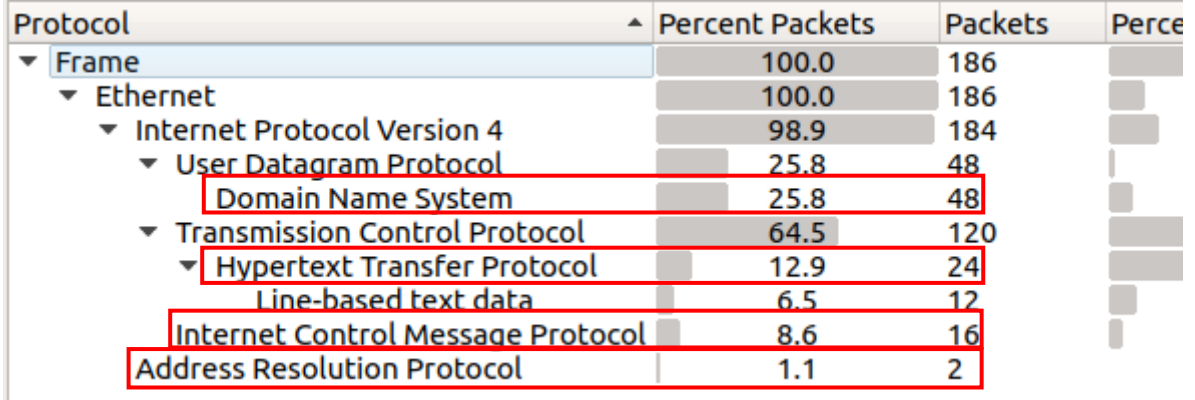 Protocol Percent Packets Packets Perce
Frame 100.0 186
Ethernet 100.0 186
Internet Protocol Version 4 98.9 184
User Datagram Protocol 25.8 48
Domain Name System 25.8 48
Transmission Control Protocol 64.5 120
Hypertext Transfer Protocol 12.9 24
Line-based text data 6.5 12
Internet Control Message Protocol 8.6 16
Address Resolution Protocol 1.1 2